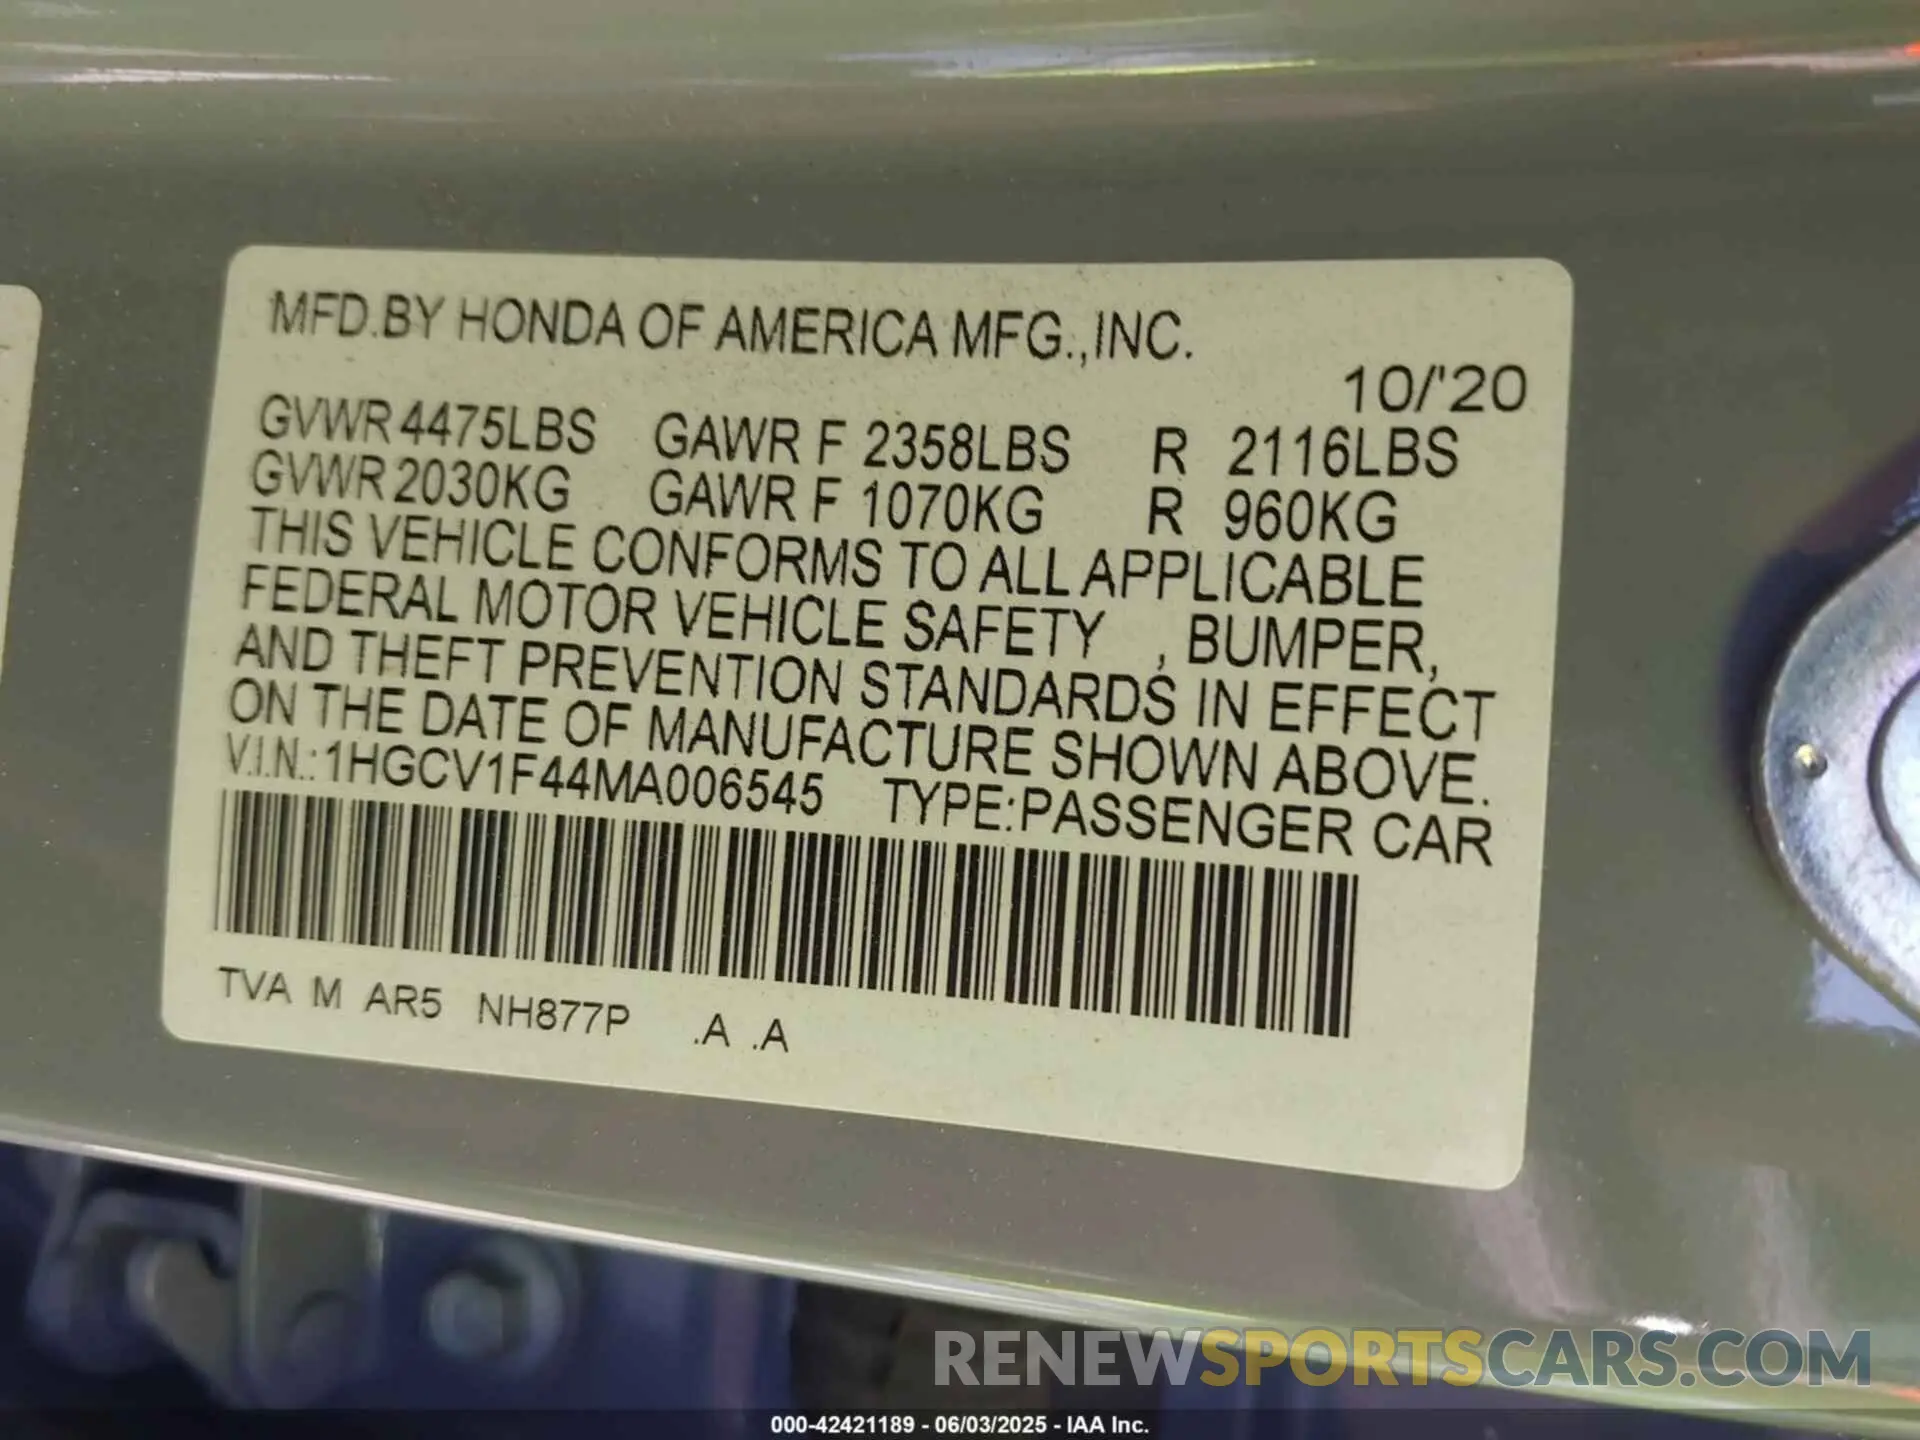 MFD.BY HONDA OF AMERICA MFG.,INC.
10/'20
GVWR 4475LBS GAWR F 2358LBS R 2116LBS
GVWR 2030KG GAWR F 1070KG R 960KG
THIS VEHICLE CONFORMS TO ALL APPLICABLE
FEDERAL MOTOR VEHICLE SAFETY , BUMPER,
AND THEFT PREVENTION STANDARDS IN EFFECT
ON THE DATE OF MANUFACTURE SHOWN ABOVE.
V.I.N.:1HGCV1F44MA006545 TYPE:PASSENGER CAR
TVA M AR5 NH877P .A .A
RENEWSPORTSCARS.COM
000-42421189 - 06/03/2025 - IAA Inc.